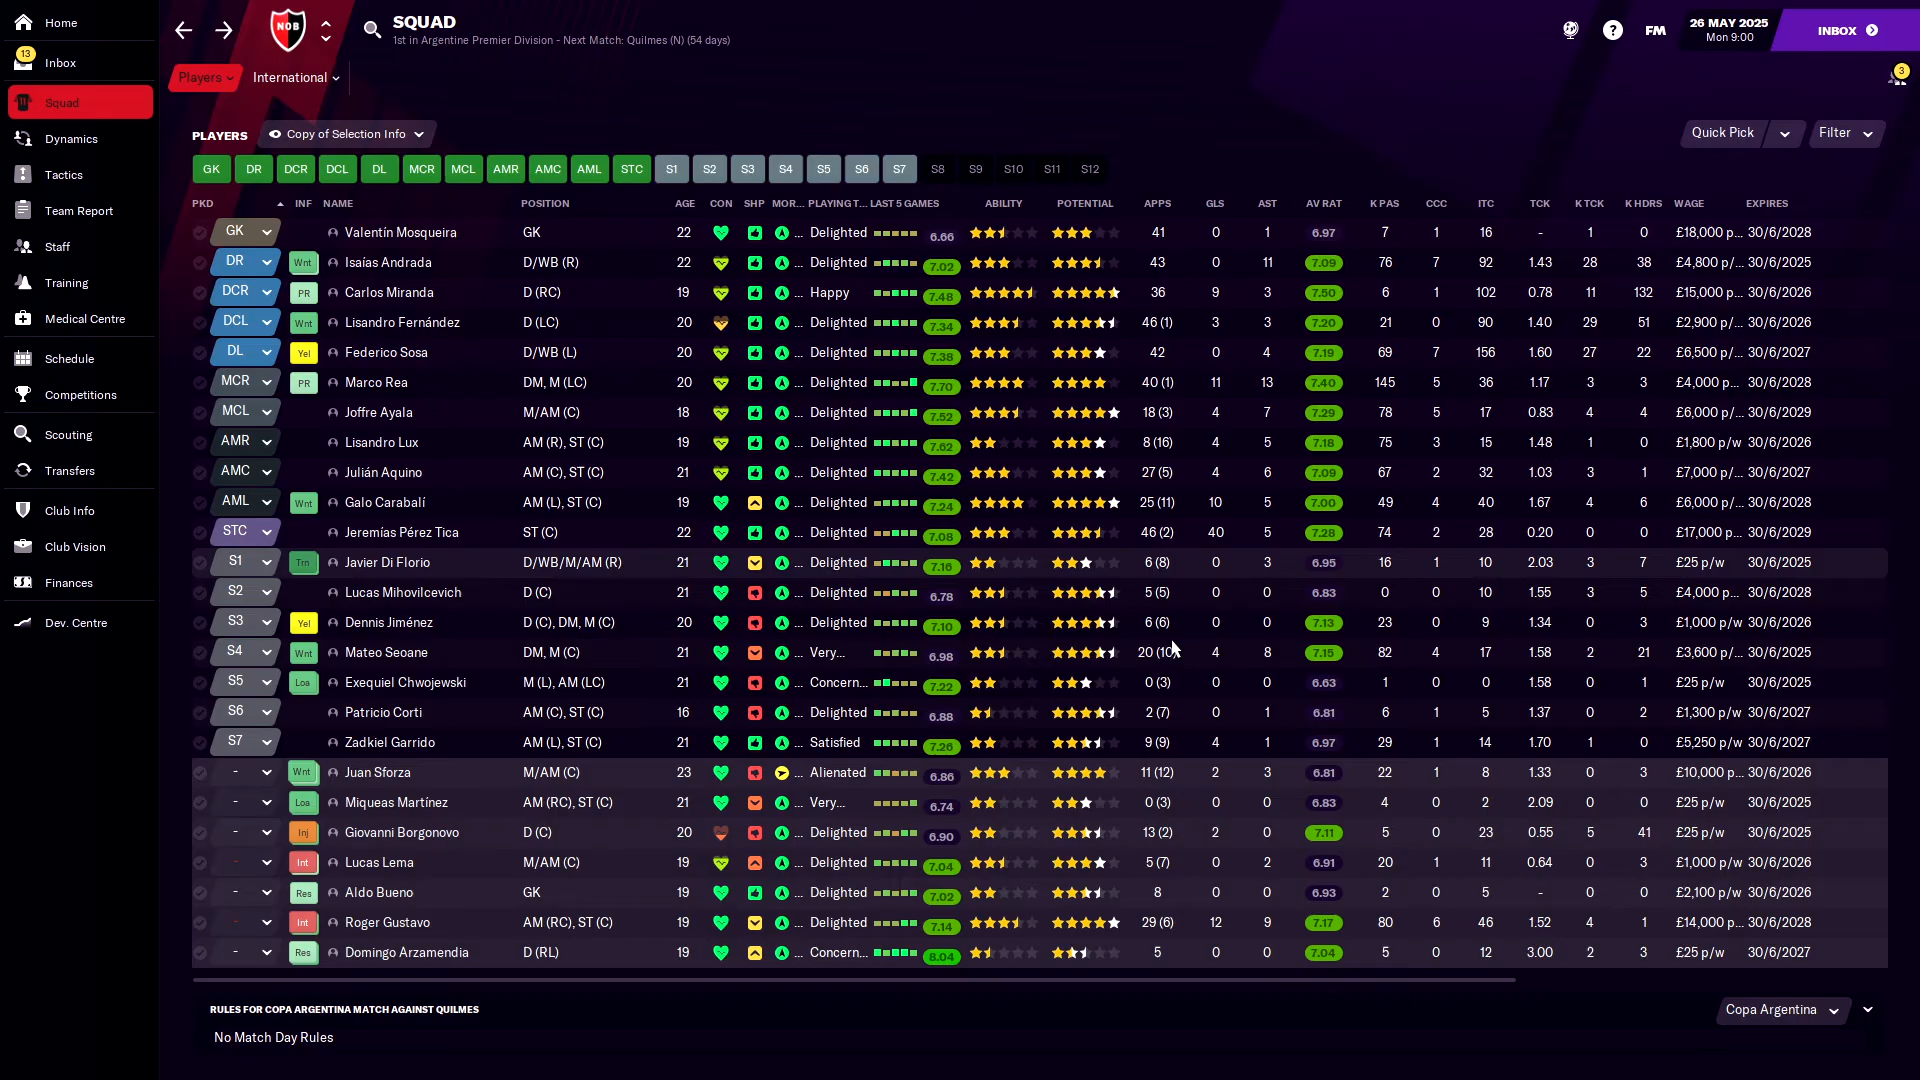 Home
NOB
SQUAD
1st in Argentine Premier Division - Next Match: Quilmes (N) (54 days)
FM
26 MAY 2025
Mon 9:00
INBOX
13
Inbox
Players
International
3
Squad
Dynamics
Tactics
Team Report
Staff
Training
Medical Centre
Schedule
Competitions
Scouting
Transfers
Club Info
Club Vision
Finances
Dev. Centre
PLAYERS
Copy of Selection Info
Quick Pick
Filter
GK DR DCR DCL DL MCR MCL AMR AMC AML STC S1 S2 S3 S4 S5 S6 S7 S8 S9 S10 S11 S12
PKD INF NAME POSITION AGE CON SHP MOR... PLAYING T... LAST 5 GAMES ABILITY POTENTIAL APPS GLS AST AV RAT K PAS CCC ITC TCK K TCK K HDRS WAGE EXPIRES
GK Valentín Mosqueira GK 22 ... Delighted 6.66 41 0 1 6.97 7 1 16 - 1 0 £18,000 p... 30/6/2028
DR Wnt Isaías Andrada D/WB (R) 22 ... Delighted 7.02 43 0 11 7.09 76 7 92 1.43 28 38 £4,800 p/... 30/6/2025
DCR PR Carlos Miranda D (RC) 19 ... Happy 7.48 36 9 3 7.50 6 1 102 0.78 11 132 £15,000 p... 30/6/2026
DCL Wnt Lisandro Fernández D (LC) 20 ... Delighted 7.34 46 (1) 3 3 7.20 21 0 90 1.40 29 51 £2,900 p/... 30/6/2026
DL Yel Federico Sosa D/WB (L) 20 ... Delighted 7.38 42 0 4 7.19 69 7 156 1.60 27 22 £6,500 p/... 30/6/2027
MCR PR Marco Rea DM, M (LC) 20 ... Delighted 7.70 40 (1) 11 13 7.40 145 5 36 1.17 3 3 £4,000 p... 30/6/2028
MCL Joffre Ayala M/AM (C) 18 ... Delighted 7.52 18 (3) 4 7 7.29 78 5 17 0.83 4 4 £6,000 p/... 30/6/2029
AMR Lisandro Lux AM (R), ST (C) 19 ... Delighted 7.62 8 (16) 4 5 7.18 75 3 15 1.48 1 0 £1,800 p/w 30/6/2026
AMC Julián Aquino AM (C), ST (C) 21 ... Delighted 7.42 27 (5) 4 6 7.09 67 2 32 1.03 3 1 £7,000 p/... 30/6/2027
AML Wnt Galo Carabalí AM (L), ST (C) 19 ... Delighted 7.24 25 (11) 10 5 7.00 49 4 40 1.67 4 6 £6,000 p/... 30/6/2028
STC Jeremías Pérez Tica ST (C) 22 ... Delighted 7.08 46 (2) 40 5 7.28 74 2 28 0.20 0 0 £17,000 p... 30/6/2029
S1 Trn Javier Di Florio D/WB/M/AM (R) 21 ... Delighted 7.16 6 (8) 0 3 6.95 16 1 10 2.03 3 7 £25 p/w 30/6/2025
S2 Lucas Mihovilcevich D (C) 21 ... Delighted 6.78 5 (5) 0 0 6.83 0 0 10 1.55 3 5 £4,000 p... 30/6/2028
S3 Yel Dennis Jiménez D (C), DM, M (C) 20 ... Delighted 7.10 6 (6) 0 0 7.13 23 0 9 1.34 0 3 £1,000 p/w 30/6/2026
S4 Wnt Mateo Seoane DM, M (C) 21 ... Very... 6.98 20 (10) 4 8 7.15 82 4 17 1.58 2 21 £3,600 p/... 30/6/2025
S5 Loa Exequiel Chwojewski M (L), AM (LC) 21 ... Concern... 7.22 0 (3) 0 0 6.63 1 0 0 1.58 0 1 £25 p/w 30/6/2025
S6 Patricio Corti AM (C), ST (C) 16 ... Delighted 6.88 2 (7) 0 1 6.81 6 1 5 1.37 0 2 £1,300 p/w 30/6/2027
S7 Zadkiel Garrido AM (L), ST (C) 21 ... Satisfied 7.26 9 (9) 4 1 6.97 29 1 14 1.70 1 0 £5,250 p/w 30/6/2027
- Wnt Juan Sforza M/AM (C) 23 ... Alienated 6.86 11 (12) 2 3 6.81 22 1 8 1.33 0 3 £10,000 p... 30/6/2026
- Loa Miqueas Martínez AM (RC), ST (C) 21 ... Very... 6.74 0 (3) 0 0 6.83 4 0 2 2.09 0 0 £25 p/w 30/6/2025
- Inj Giovanni Borgonovo D (C) 20 ... Delighted 6.90 13 (2) 2 0 7.11 5 0 23 0.55 5 41 £25 p/w 30/6/2025
- Int Lucas Lema M/AM (C) 19 ... Delighted 7.04 5 (7) 0 2 6.91 20 1 11 0.64 0 3 £1,000 p/w 30/6/2026
- Res Aldo Bueno GK 19 ... Delighted 7.02 8 0 0 6.93 2 0 5 - 0 0 £2,100 p/w 30/6/2026
- Int Roger Gustavo AM (RC), ST (C) 19 ... Delighted 7.14 29 (6) 12 9 7.17 80 6 46 1.52 4 1 £14,000 p... 30/6/2028
- Res Domingo Arzamendia D (RL) 19 ... Concern... 8.04 5 0 0 7.04 5 0 12 3.00 2 3 £25 p/w 30/6/2027
RULES FOR COPA ARGENTINA MATCH AGAINST QUILMES
Copa Argentina
No Match Day Rules